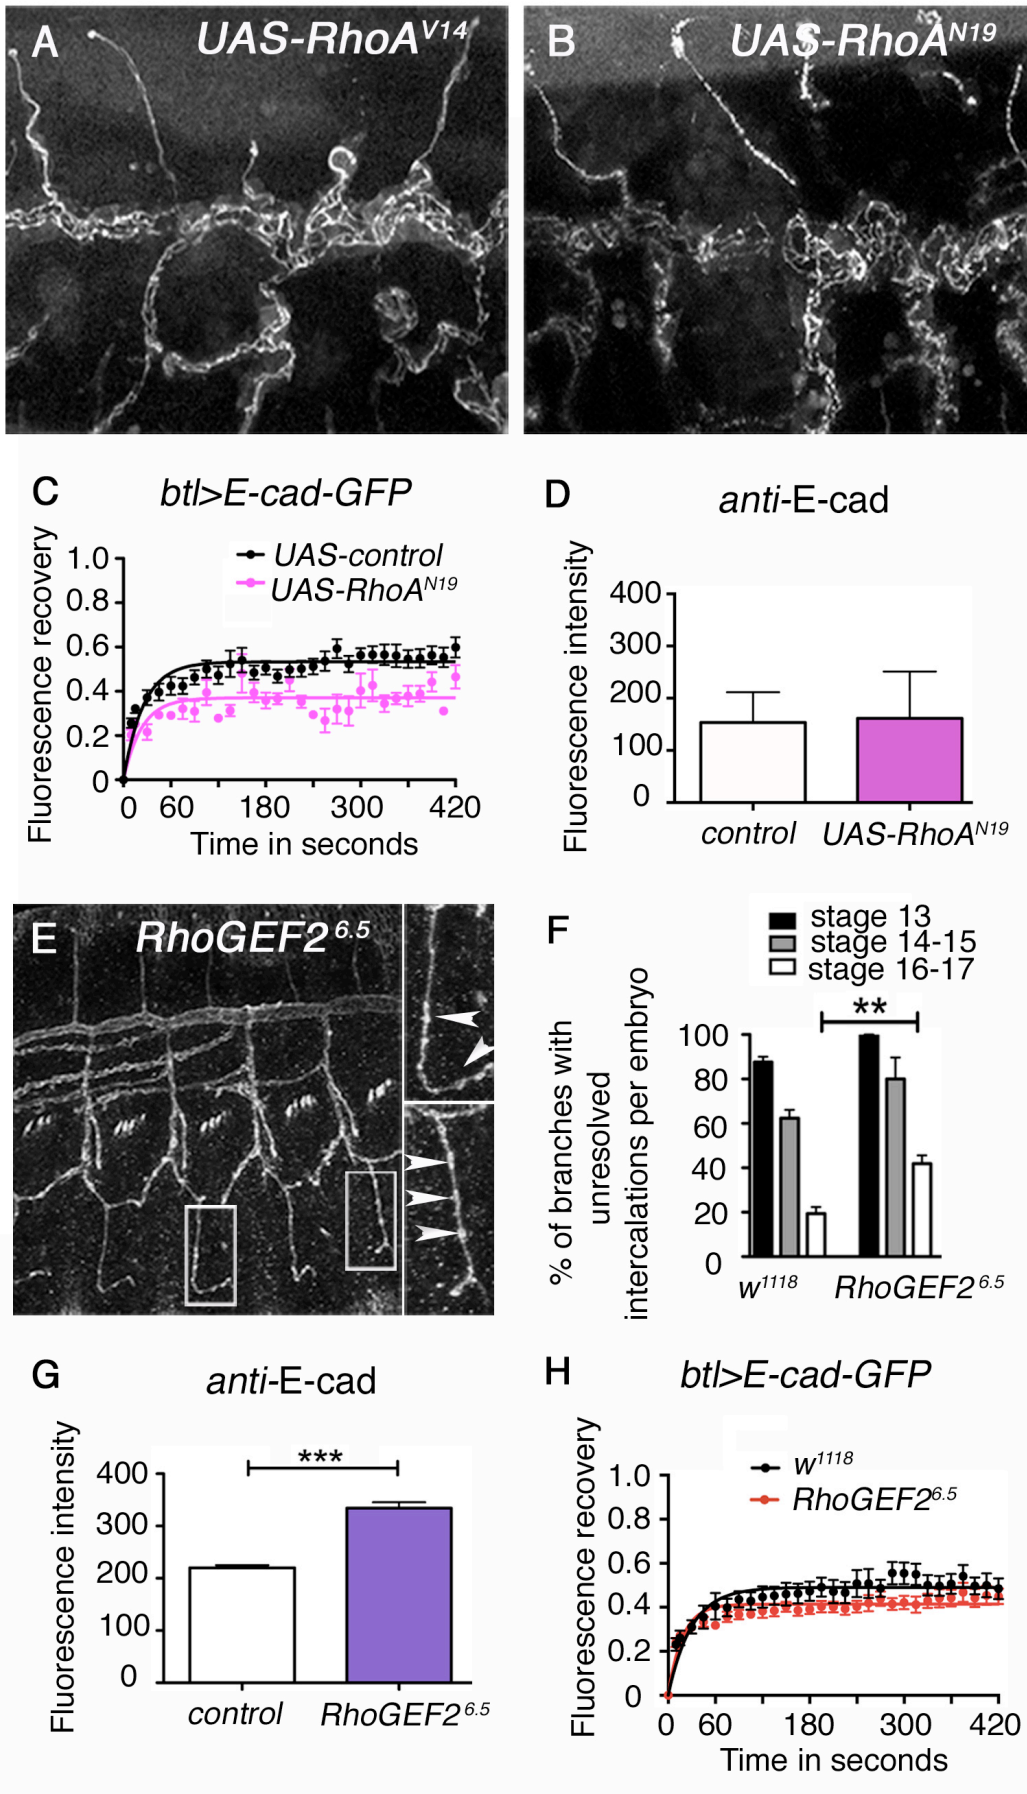 A UAS-RhoA^V14
B UAS-RhoA^N19
C btl>E-cad-GFP
UAS-control
UAS-RhoA^N19
Fluorescence recovery
1.0
0.8
0.6
0.4
0.2
0
0 60 180 300 420
Time in seconds
D anti-E-cad
Fluorescence intensity
400
300
200
100
0
control UAS-RhoA^N19
E RhoGEF2^6.5
F
stage 13
stage 14-15
stage 16-17
% of branches with
unresolved
intercalations per embryo
**
100
80
60
40
20
0
w^1118 RhoGEF2^6.5
G anti-E-cad
Fluorescence intensity
***
400
300
200
100
0
control RhoGEF2^6.5
H btl>E-cad-GFP
w^1118
RhoGEF2^6.5
Fluorescence recovery
1.0
0.8
0.6
0.4
0.2
0
0 60 180 300 420
Time in seconds